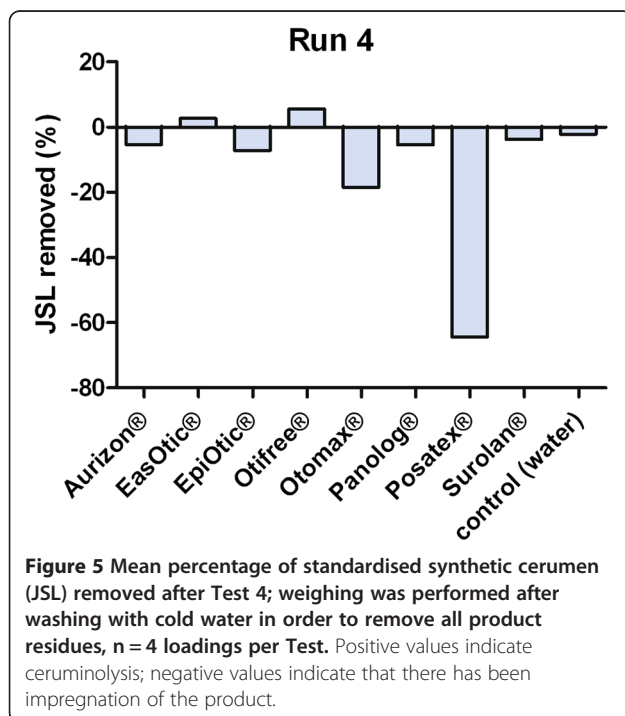 Run 4
JSL removed (%)
20
0
-20
-40
-60
-80
Aurizon®
EasOtic®
EpiOtic®
Otifree®
Otomax®
Panolog®
Posatex®
Surolan®
control (water)
Figure 5 Mean percentage of standardised synthetic cerumen
(JSL) removed after Test 4; weighing was performed after
washing with cold water in order to remove all product
residues, n = 4 loadings per Test. Positive values indicate
ceruminolysis; negative values indicate that there has been
impregnation of the product.